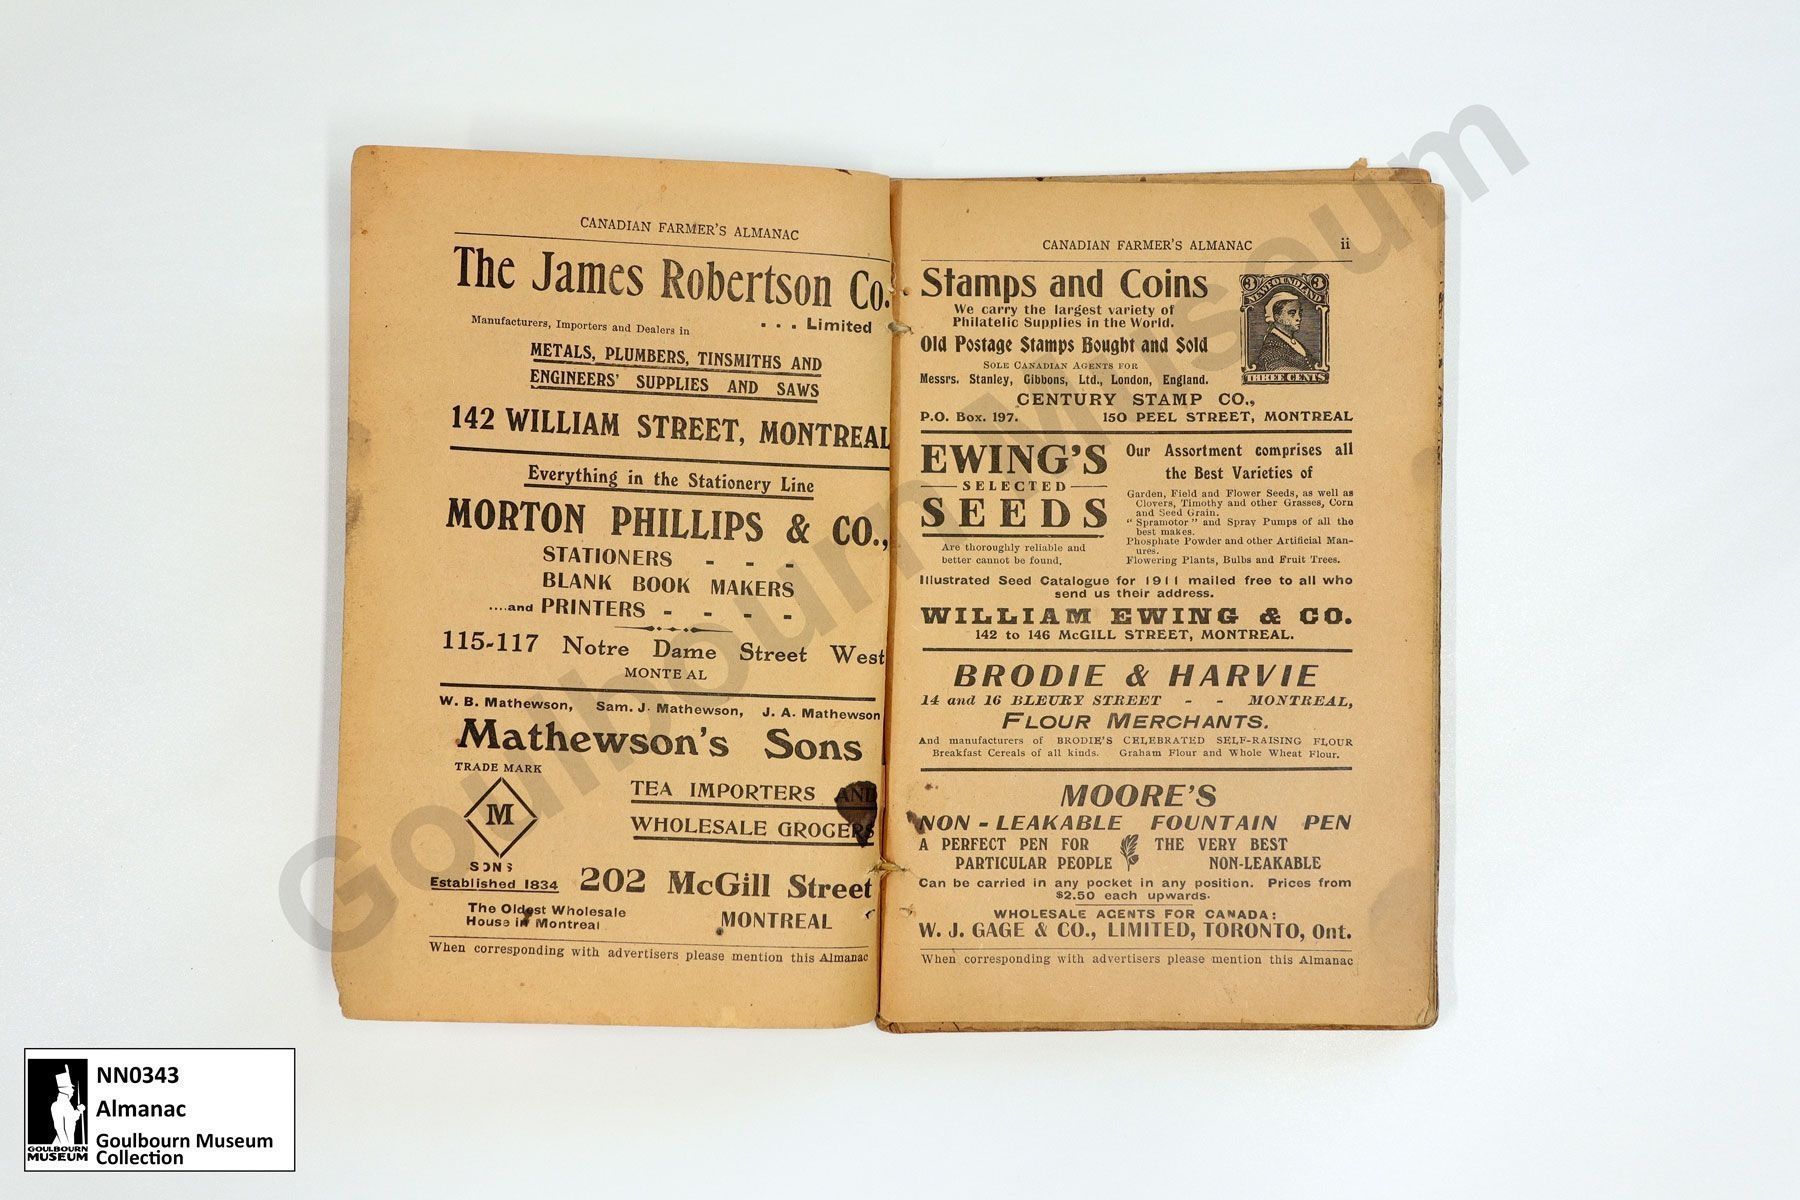 CANADIAN FARMER'S ALMANAC
The James Robertson Co.
. . . Limited
Manufacturers, Importers and Dealers in
METALS, PLUMBERS, TINSMITHS AND
ENGINEERS' SUPPLIES AND SAWS
142 WILLIAM STREET, MONTREAL
Everything in the Stationery Line
MORTON PHILLIPS & CO.,
STATIONERS - - -
BLANK BOOK MAKERS
....and PRINTERS - - - -
115-117 Notre Dame Street West
MONTE AL
W. B. Mathewson, Sam. J. Mathewson, J. A. Mathewson
Mathewson's Sons
TRADE MARK
M
SONS
TEA IMPORTERS AND
WHOLESALE GROCERS
Established 1834
202 McGill Street
The Oldest Wholesale
House in Montreal
MONTREAL
When corresponding with advertisers please mention this Almanac
CANADIAN FARMER'S ALMANAC ii
Stamps and Coins
We carry the largest variety of
Philatelic Supplies in the World.
Old Postage Stamps Bought and Sold
SOLE CANADIAN AGENTS FOR
Messrs. Stanley, Gibbons, Ltd., London, England.
3 3
NEWFOUNDLAND
THREE CENTS
CENTURY STAMP CO.,
P.O. Box. 197. 150 PEEL STREET, MONTREAL
EWING'S
SELECTED
SEEDS
Are thoroughly reliable and
better cannot be found,
Our Assortment comprises all
the Best Varieties of
Garden, Field and Flower Seeds, as well as
Clovers, Timothy and other Grasses, Corn
and Seed Grain.
"Spramotor" and Spray Pumps of all the
best makes.
Phosphate Powder and other Artificial Man-
ures.
Flowering Plants, Bulbs and Fruit Trees.
Illustrated Seed Catalogue for 1911 mailed free to all who
send us their address.
WILLIAM EWING & CO.
142 to 146 McGILL STREET, MONTREAL.
BRODIE & HARVIE
14 and 16 BLEURY STREET - - MONTREAL,
FLOUR MERCHANTS.
And manufacturers of BRODIE'S CELEBRATED SELF-RAISING FLOUR
Breakfast Cereals of all kinds. Graham Flour and Whole Wheat Flour.
MOORE'S
NON - LEAKABLE FOUNTAIN PEN
A PERFECT PEN FOR THE VERY BEST
PARTICULAR PEOPLE NON-LEAKABLE
Can be carried in any pocket in any position. Prices from
$2.50 each upwards.
WHOLESALE AGENTS FOR CANADA:
W. J. GAGE & CO., LIMITED, TORONTO, Ont.
When corresponding with advertisers please mention this Almanac
Goulbourn Museum
GOULBOURN
MUSEUM
NN0343
Almanac
Goulbourn Museum
Collection